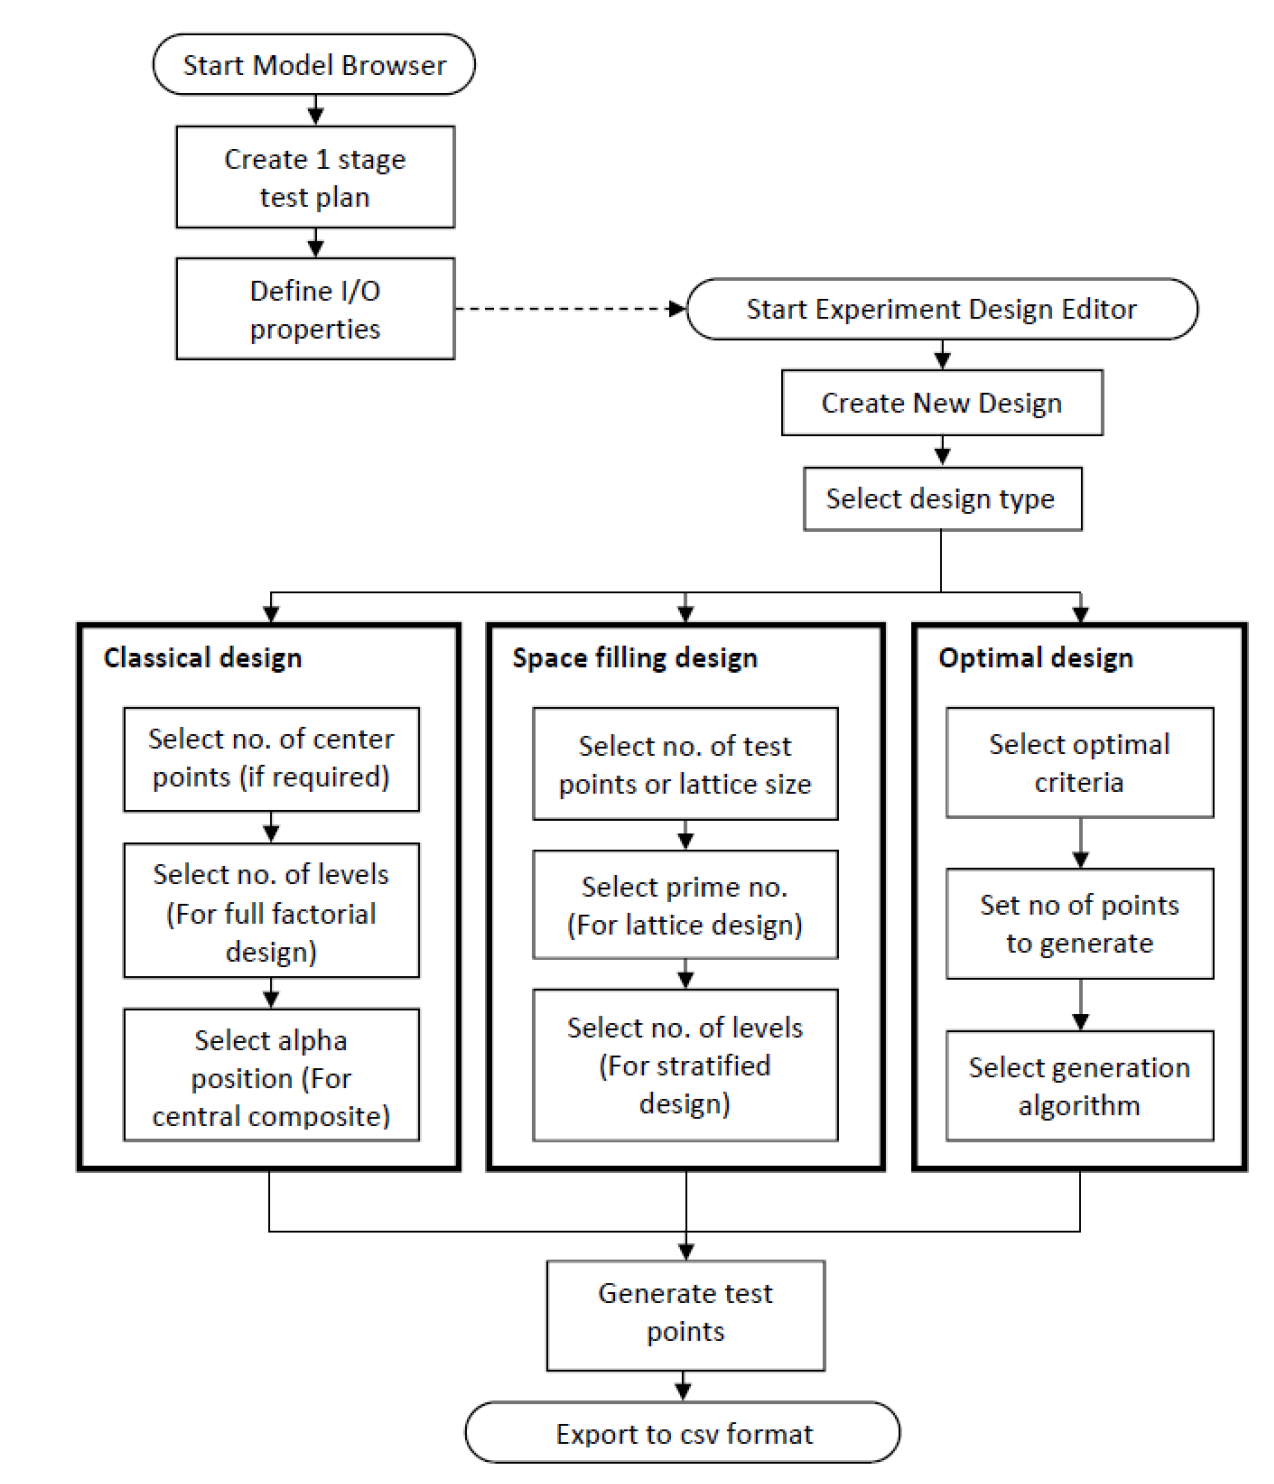 Start Model Browser
Create 1 stage
test plan
Define I/O
properties
Start Experiment Design Editor
Create New Design
Select design type
Classical design
Select no. of center
points (if required)
Select no. of levels
(For full factorial
design)
Select alpha
position (For
central composite)
Space filling design
Select no. of test
points or lattice size
Select prime no.
(For lattice design)
Select no. of levels
(For stratified
design)
Optimal design
Select optimal
criteria
Set no of points
to generate
Select generation
algorithm
Generate test
points
Export to csv format